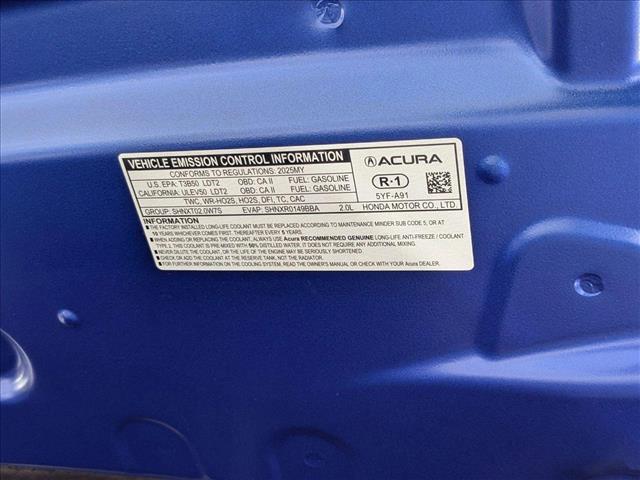 VEHICLE EMISSION CONTROL INFORMATION
CONFORMS TO REGULATIONS: 2025MY
U.S. EPA: T3B50 LDT2 OBD: CA II FUEL: GASOLINE
CALIFORNIA: ULEV50 LDT2 OBD: CA II FUEL: GASOLINE
TWC, WR-HO2S, HO2S, DFI, TC, CAC
GROUP: SHNXT02.0WTS EVAP: SHNXR0149BBA 2.0L
ACURA
R-1
5YF-A91
HONDA MOTOR CO., LTD.
INFORMATION
■ THE FACTORY INSTALLED LONG-LIFE COOLANT MUST BE REPLACED ACCORDING TO MAINTENANCE MINDER SUB CODE 5, OR AT
10 YEARS WHICHEVER COMES FIRST. THEREAFTER EVERY 5 YEARS.
■ WHEN ADDING OR REPLACING THE COOLANT, ALWAYS USE Acura RECOMMENDED GENUINE LONG-LIFE ANTI-FREEZE / COOLANT
TYPE 2. THIS COOLANT IS PRE-MIXED WITH 50% DISTILLED WATER. IT DOES NOT REQUIRE ANY ADDITIONAL MIXING.
■ NEVER DILUTE THE COOLANT, OR THE LIFE OF THE ENGINE MAY BE SERIOUSLY SHORTENED.
■ ADD THE COOLANT AT THE RESERVE TANK, NOT THE RADIATOR.
■ FOR FURTHER INFORMATION ON THE COOLING SYSTEM, READ THE OWNER'S MANUAL OR CHECK WITH YOUR Acura DEALER.